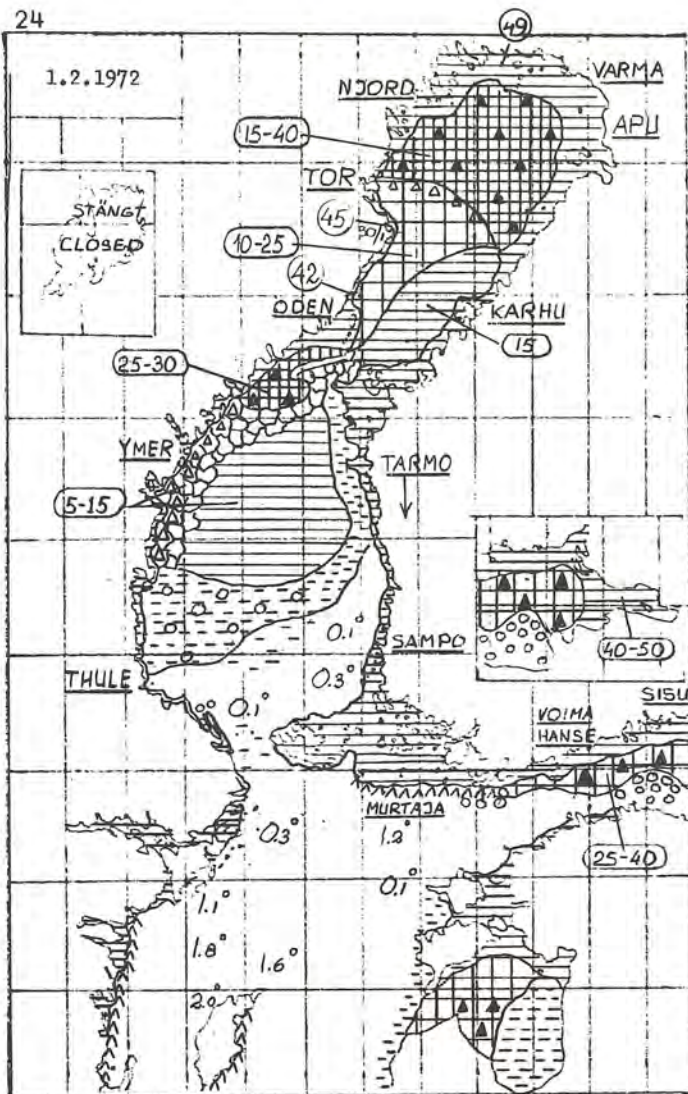 24
49
1.2.1972
VARMA
NJORD
APU
15-40
TOR
STÄNGT
CLOSED
45
10-25
42
ODEN
KARHU
15
25-30
YMER
TARMO
5-15
0.1°
SAMPO
40-50
0.3°
THULE
SISU
0.1°
VOIMA
HANSE
MURTAJA
0.3°
1.2°
25-40
0.1°
1.1°
1.8°
1.6°
2.0°